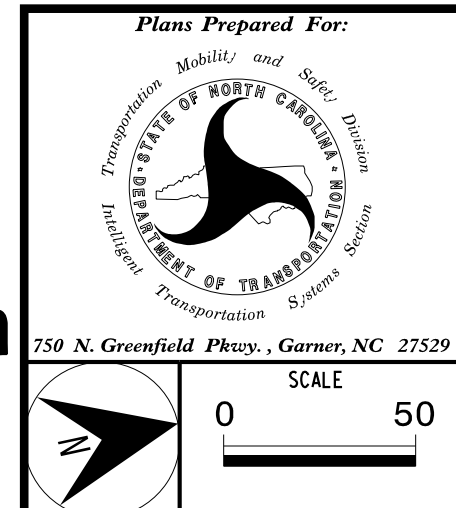 Plans Prepared For:
Transportation Mobility and Safety Division
STATE OF NORTH CAROLINA
DEPARTMENT OF TRANSPORTATION
Intelligent Transportation Systems Section
750 N. Greenfield Pkwy. , Garner, NC 27529
N
SCALE
0 50